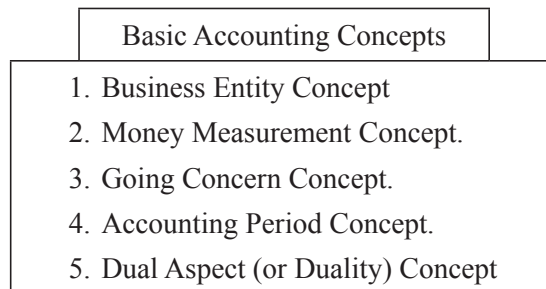 Basic Accounting Concepts
1. Business Entity Concept
2. Money Measurement Concept.
3. Going Concern Concept.
4. Accounting Period Concept.
5. Dual Aspect (or Duality) Concept